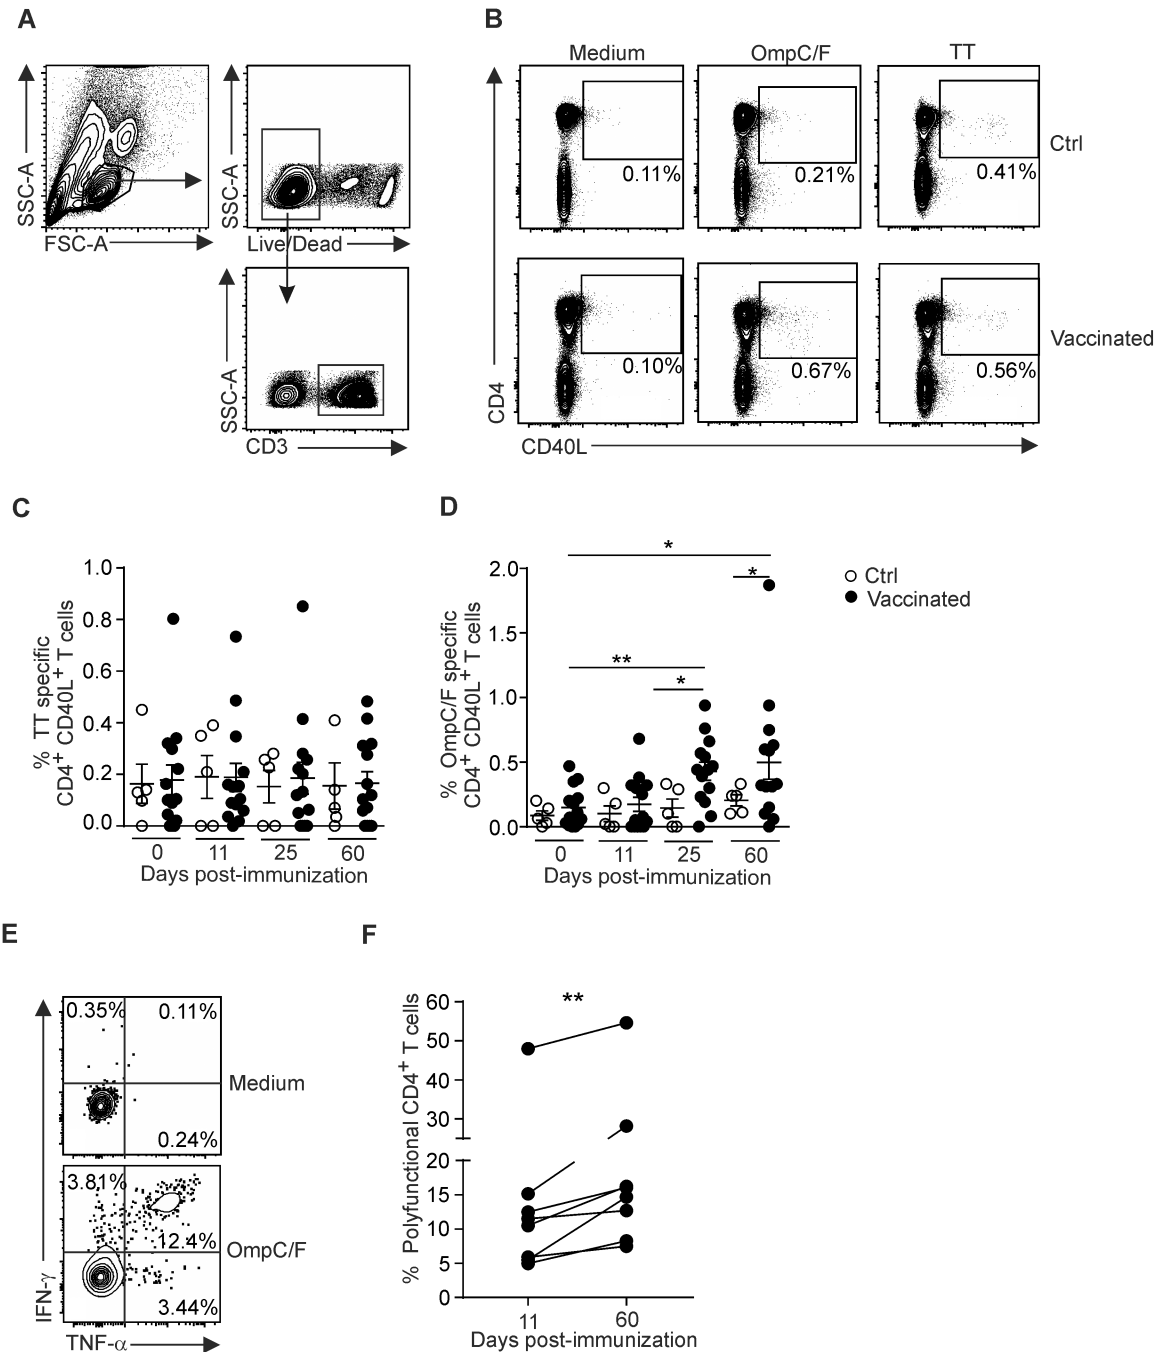 A
SSC-A
FSC-A
SSC-A
Live/Dead
SSC-A
CD3
B
Medium
OmpC/F
TT
0.11%
0.21%
0.41%
Ctrl
0.10%
0.67%
0.56%
Vaccinated
CD4
CD40L
C
% TT specific
CD4+ CD40L+ T cells
1.0
0.8
0.6
0.4
0.2
0.0
0 11 25 60
Days post-immunization
D
% OmpC/F specific
CD4+ CD40L+ T cells
2.0
1.5
1.0
0.5
0.0
*
*
**
*
0 11 25 60
Days post-immunization
Ctrl
Vaccinated
E
0.35% 0.11%
0.24%
Medium
3.81%
12.4%
3.44%
OmpC/F
IFN-γ
TNF-α
F
% Polyfunctional CD4+ T cells
**
60
50
40
30
20
15
10
5
0
11 60
Days post-immunization